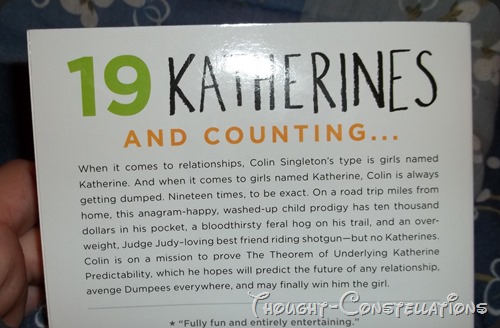 19 KATHERINES
AND COUNTING...
When it comes to relationships, Colin Singleton's type is girls named
Katherine. And when it comes to girls named Katherine, Colin is always
getting dumped. Nineteen times, to be exact. On a road trip miles from
home, this anagram-happy, washed-up child prodigy has ten thousand
dollars in his pocket, a bloodthirsty feral hog on his trail, and an over-
weight, Judge Judy–loving best friend riding shotgun—but no Katherines.
Colin is on a mission to prove The Theorem of Underlying Katherine
Predictability, which he hopes will predict the future of any relationship,
avenge Dumpees everywhere, and may finally win him the girl.
★ "Fully fun and entirely entertaining."
Thought-Constellations